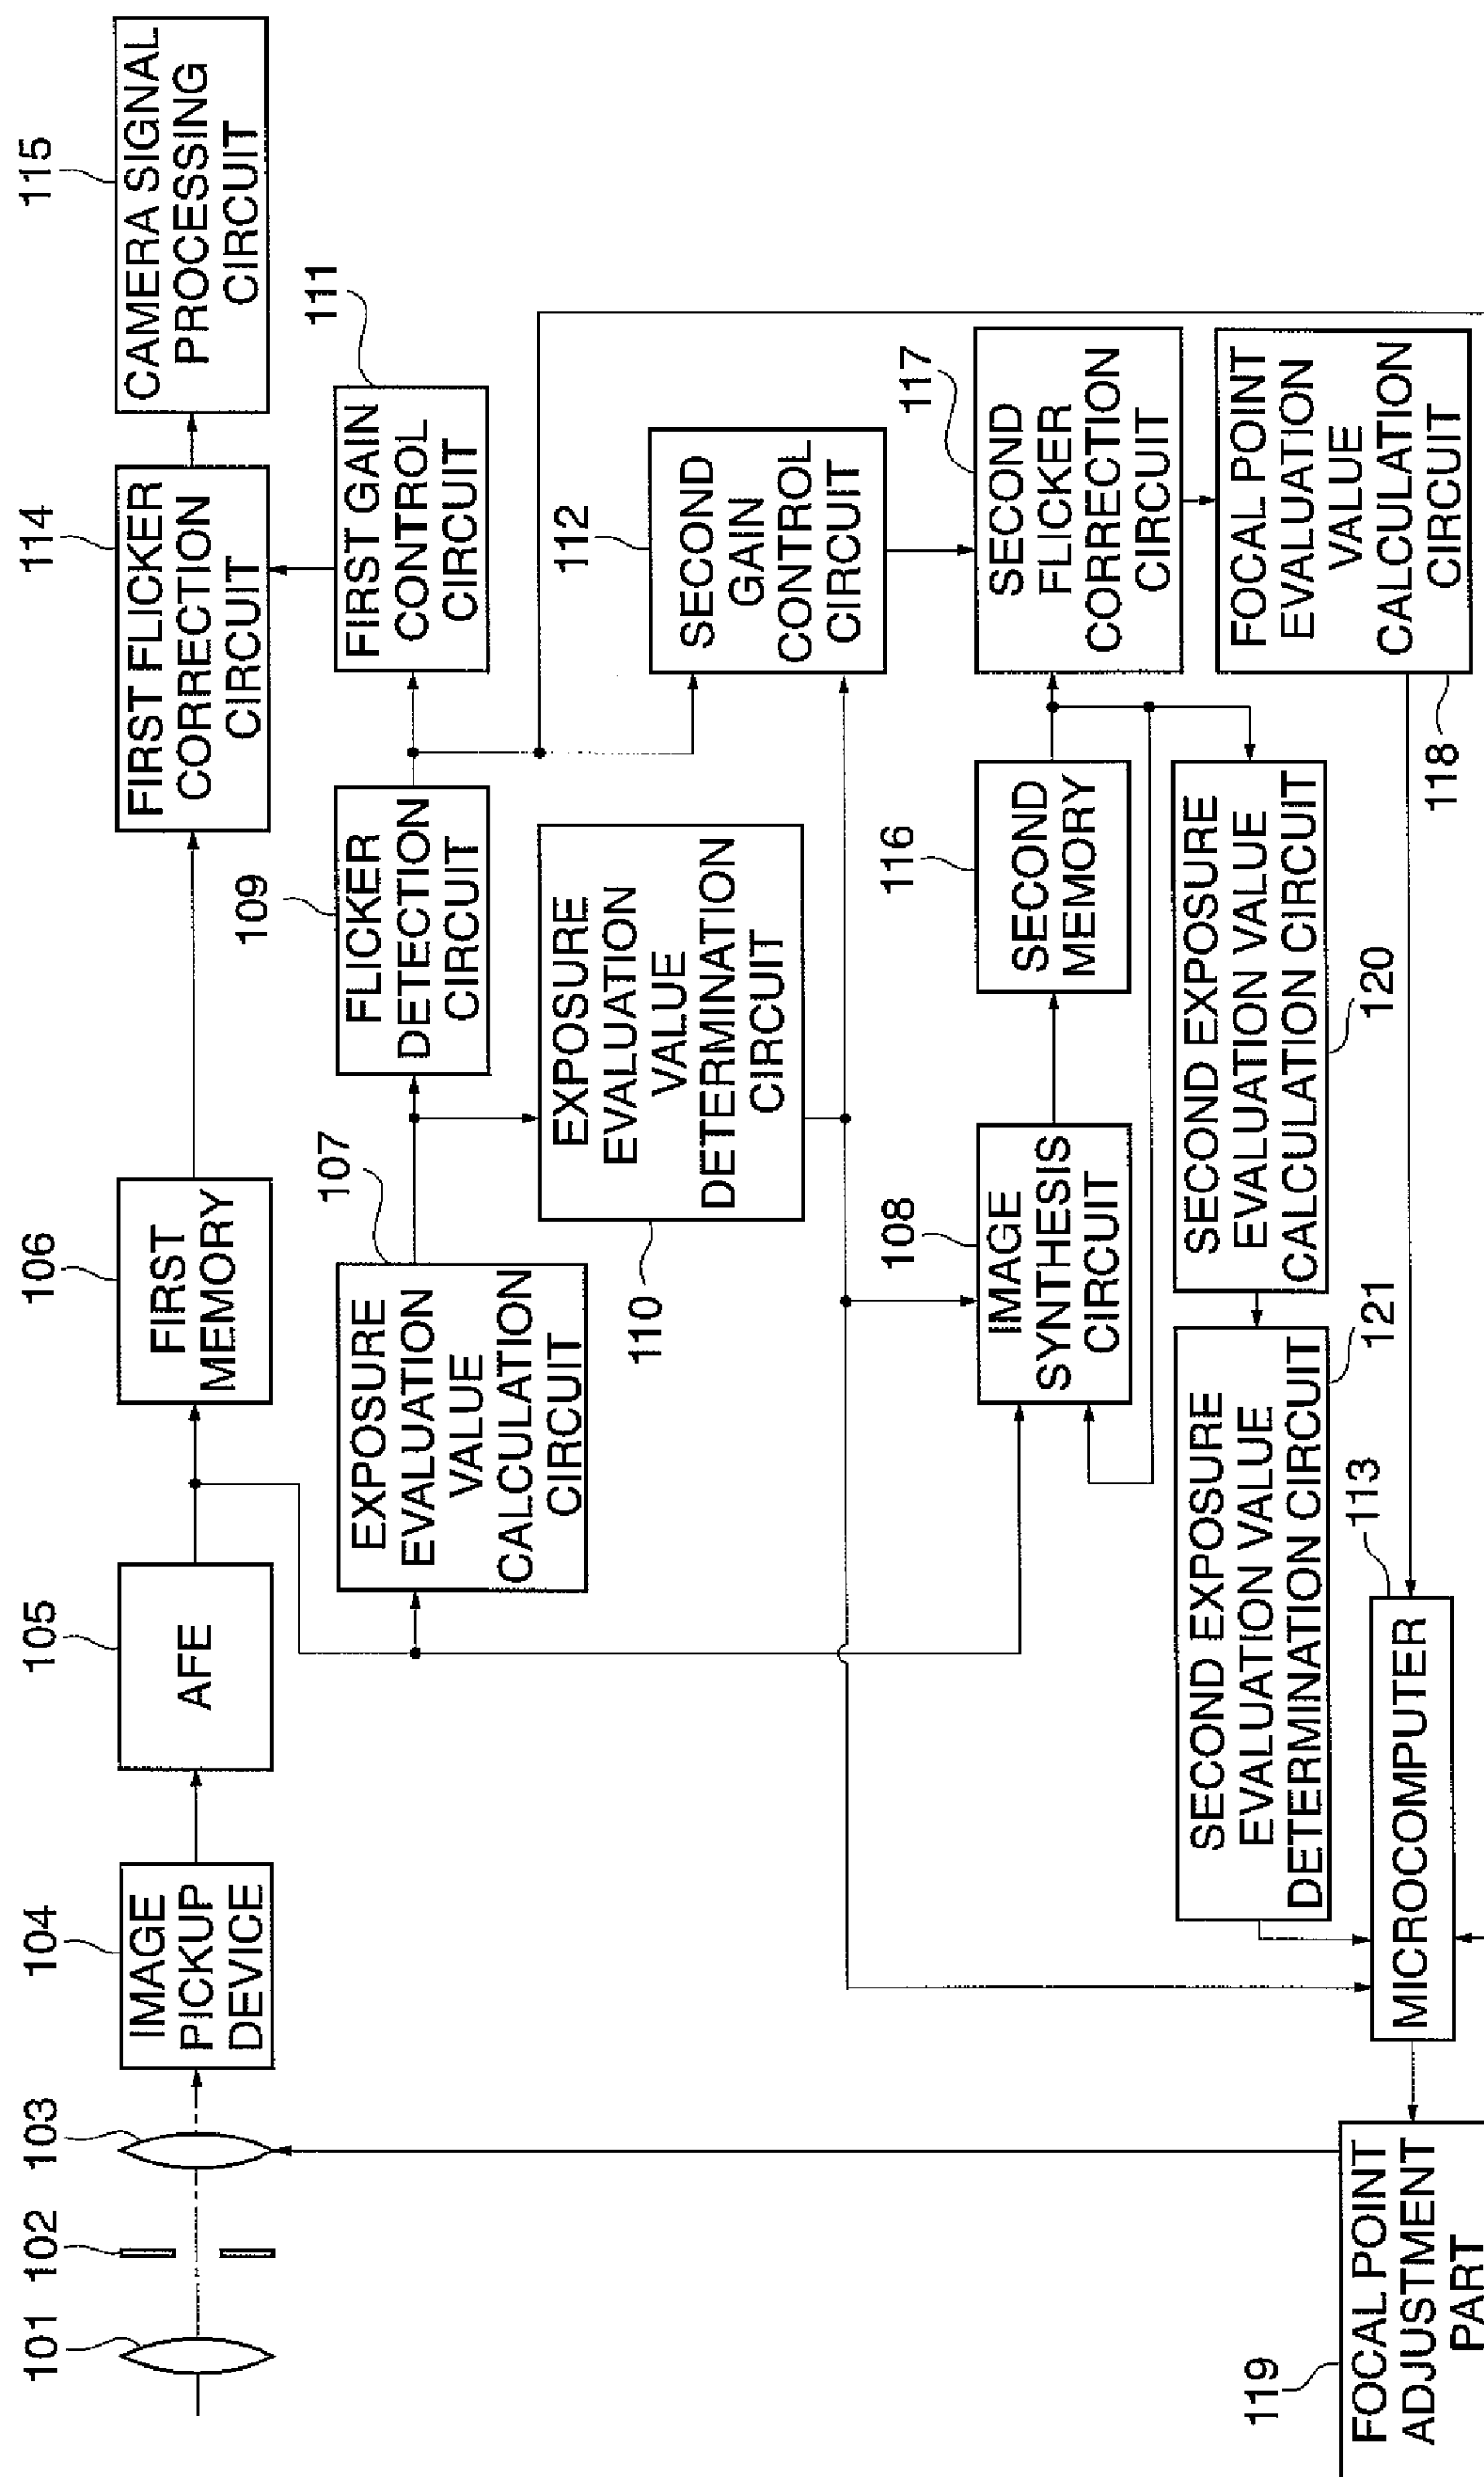 101
102
103
104
IMAGE
PICKUP
DEVICE
105
AFE
106
FIRST
MEMORY
114
FIRST FLICKER
CORRECTION
CIRCUIT
115
CAMERA SIGNAL
PROCESSING
CIRCUIT
107
EXPOSURE
EVALUATION
VALUE
CALCULATION
CIRCUIT
109
FLICKER
DETECTION
CIRCUIT
111
FIRST GAIN
CONTROL
CIRCUIT
110
EXPOSURE
EVALUATION
VALUE
DETERMINATION
CIRCUIT
112
SECOND
GAIN
CONTROL
CIRCUIT
108
IMAGE
SYNTHESIS
CIRCUIT
116
SECOND
MEMORY
117
SECOND
FLICKER
CORRECTION
CIRCUIT
121
SECOND EXPOSURE
EVALUATION VALUE
DETERMINATION CIRCUIT
120
SECOND EXPOSURE
EVALUATION VALUE
CALCULATION CIRCUIT
118
FOCAL POINT
EVALUATION
VALUE
CALCULATION
CIRCUIT
119
FOCAL POINT
ADJUSTMENT
PART
113
MICROCOMPUTER